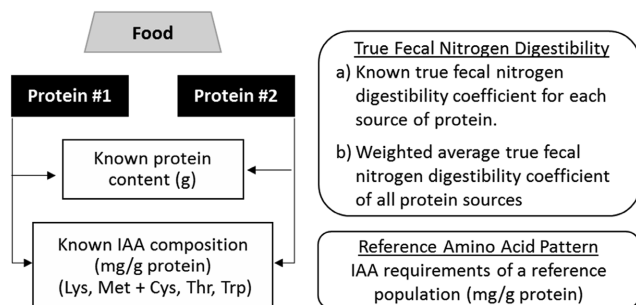 Food
Protein #1
Protein #2
Known protein
content (g)
Known IAA composition
(mg/g protein)
(Lys, Met + Cys, Thr, Trp)
True Fecal Nitrogen Digestibility
a) Known true fecal nitrogen
digestibility coefficient for each
source of protein.
b) Weighted average true fecal
nitrogen digestibility coefficient
of all protein sources
Reference Amino Acid Pattern
IAA requirements of a reference
population (mg/g protein)